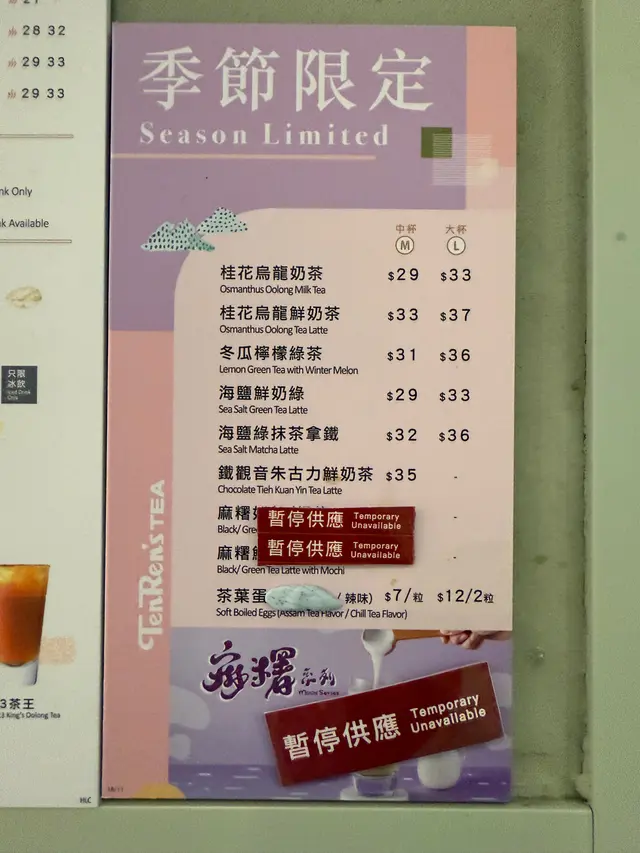 28 32
29 33
29 33
nk Only
k Available
只限
冰飲
Iced Drink
Only
3茶王
King's Oolong Tea
HLC
季節限定
Season Limited
中杯 大杯
M L
桂花烏龍奶茶 $29 $33
Osmanthus Oolong Milk Tea
桂花烏龍鮮奶茶 $33 $37
Osmanthus Oolong Tea Latte
冬瓜檸檬綠茶 $31 $36
Lemon Green Tea with Winter Melon
海鹽鮮奶綠 $29 $33
Sea Salt Green Tea Latte
海鹽綠抹茶拿鐵 $32 $36
Sea Salt Matcha Latte
鐵觀音朱古力鮮奶茶 $35 -
Chocolate Tieh Kuan Yin Tea Latte
麻糬 -
Black/ Gre
暫停供應 Temporary
Unavailable
麻糬 -
暫停供應 Temporary
Unavailable
Black/ Green Tea Latte with Mochi
茶葉蛋 / 辣味) $7/粒 $12/2粒
Soft Boiled Eggs (Assam Tea Flavor / Chill Tea Flavor)
TenRen's TEA
麻糬系列
暫停供應 Temporary
Unavailable